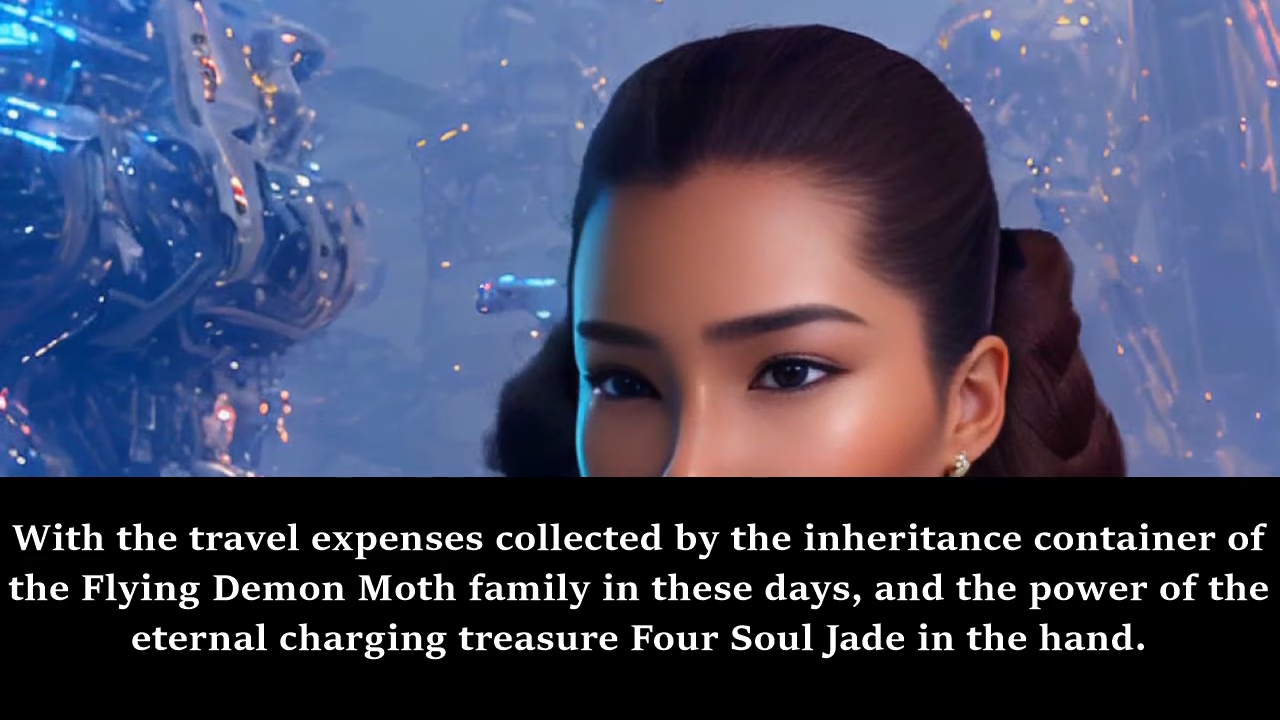 With the travel expenses collected by the inheritance container of
the Flying Demon Moth family in these days, and the power of the
eternal charging treasure Four Soul Jade in the hand.